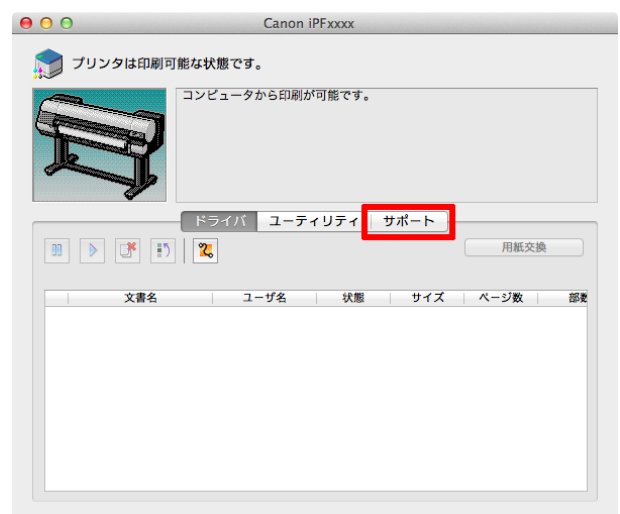 Canon iPFxxxx
プリンタは印刷可能な状態です。
コンピュータから印刷が可能です。
ドライバ ユーティリティ サポート
用紙交換
文書名 ユーザ名 状態 サイズ ページ数 部数